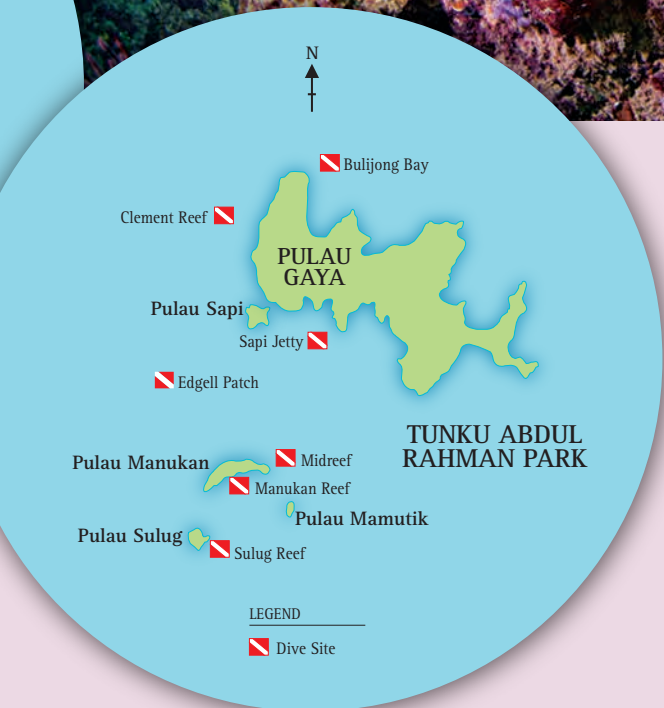 N
Bulijong Bay
Clement Reef
PULAU
GAYA
Pulau Sapi
Sapi Jetty
Edgell Patch
TUNKU ABDUL
RAHMAN PARK
Pulau Manukan
Midreef
Manukan Reef
Pulau Mamutik
Pulau Sulug
Sulug Reef
LEGEND
Dive Site